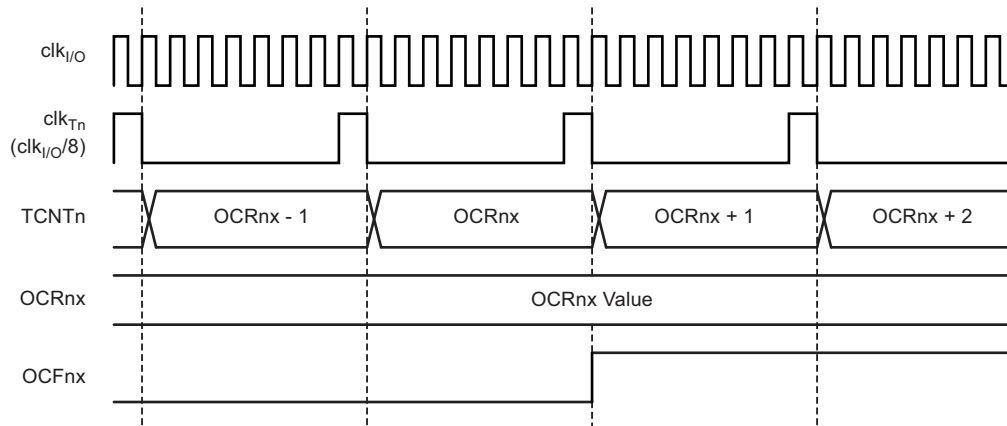 clkI/O
clkTn
(clkI/O/8)
TCNTn OCRnx - 1 OCRnx OCRnx + 1 OCRnx + 2
OCRnx OCRnx Value
OCFnx